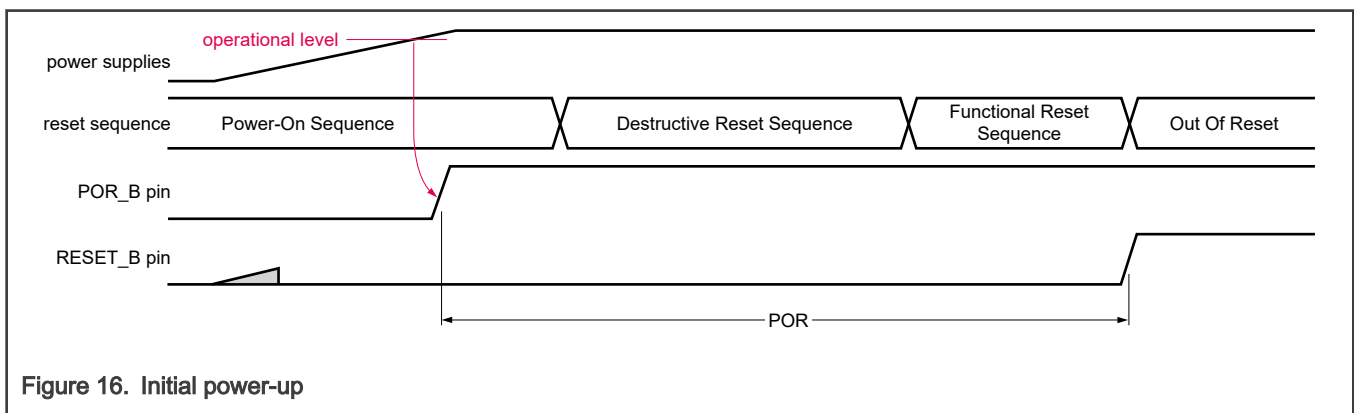 operational level
power supplies
reset sequence
Power-On Sequence
Destructive Reset Sequence
Functional Reset
Sequence
Out Of Reset
POR_B pin
RESET_B pin
POR
Figure 16. Initial power-up